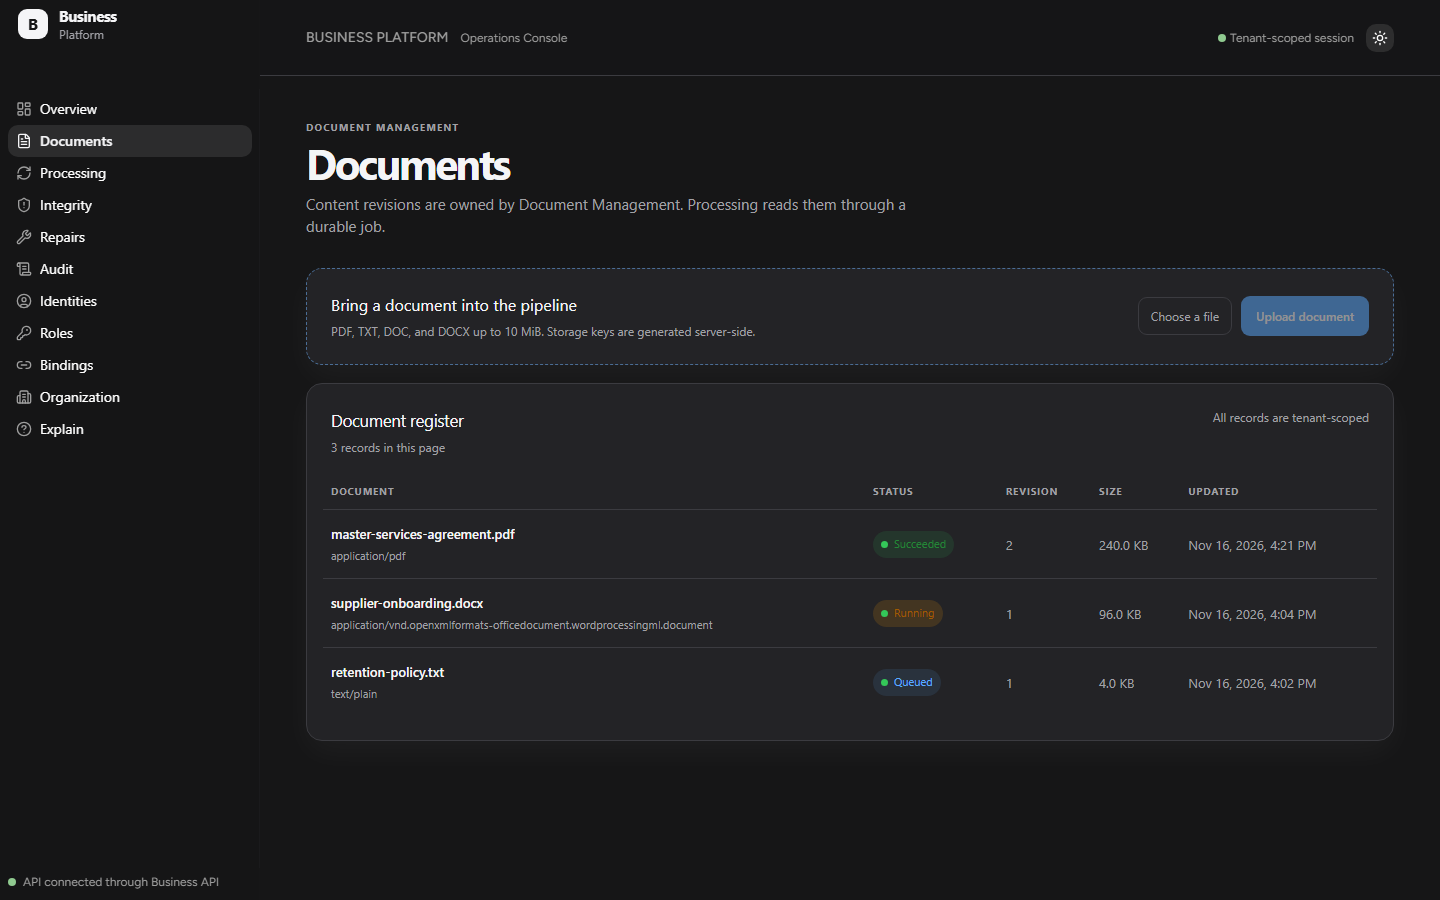 B
Business
Platform
BUSINESS PLATFORM Operations Console
Tenant-scoped session
Overview
Documents
Processing
Integrity
Repairs
Audit
Identities
Roles
Bindings
Organization
Explain
API connected through Business API
DOCUMENT MANAGEMENT
Documents
Content revisions are owned by Document Management. Processing reads them through a
durable job.
Bring a document into the pipeline
PDF, TXT, DOC, and DOCX up to 10 MiB. Storage keys are generated server-side.
Choose a file
Upload document
Document register
All records are tenant-scoped
3 records in this page
DOCUMENT STATUS REVISION SIZE UPDATED
master-services-agreement.pdf
application/pdf
Succeeded 2 240.0 KB Nov 16, 2026, 4:21 PM
supplier-onboarding.docx
application/vnd.openxmlformats-officedocument.wordprocessingml.document
Running 1 96.0 KB Nov 16, 2026, 4:04 PM
retention-policy.txt
text/plain
Queued 1 4.0 KB Nov 16, 2026, 4:02 PM